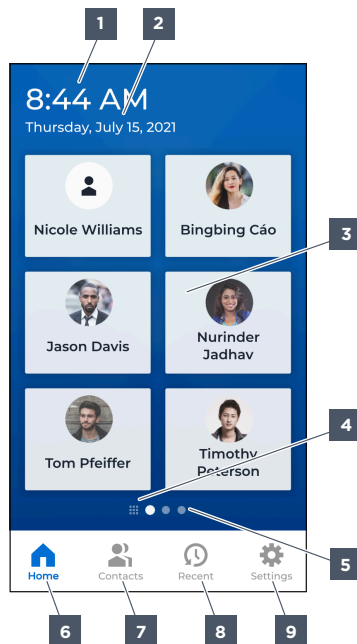 1 2
8:44 AM
Thursday, July 15, 2021
Nicole Williams Bingbing Cáo
3
Jason Davis Nurinder
Jadhav
4
Tom Pfeiffer Timothy
Peterson
5
Home Contacts Recent Settings
6 7 8 9